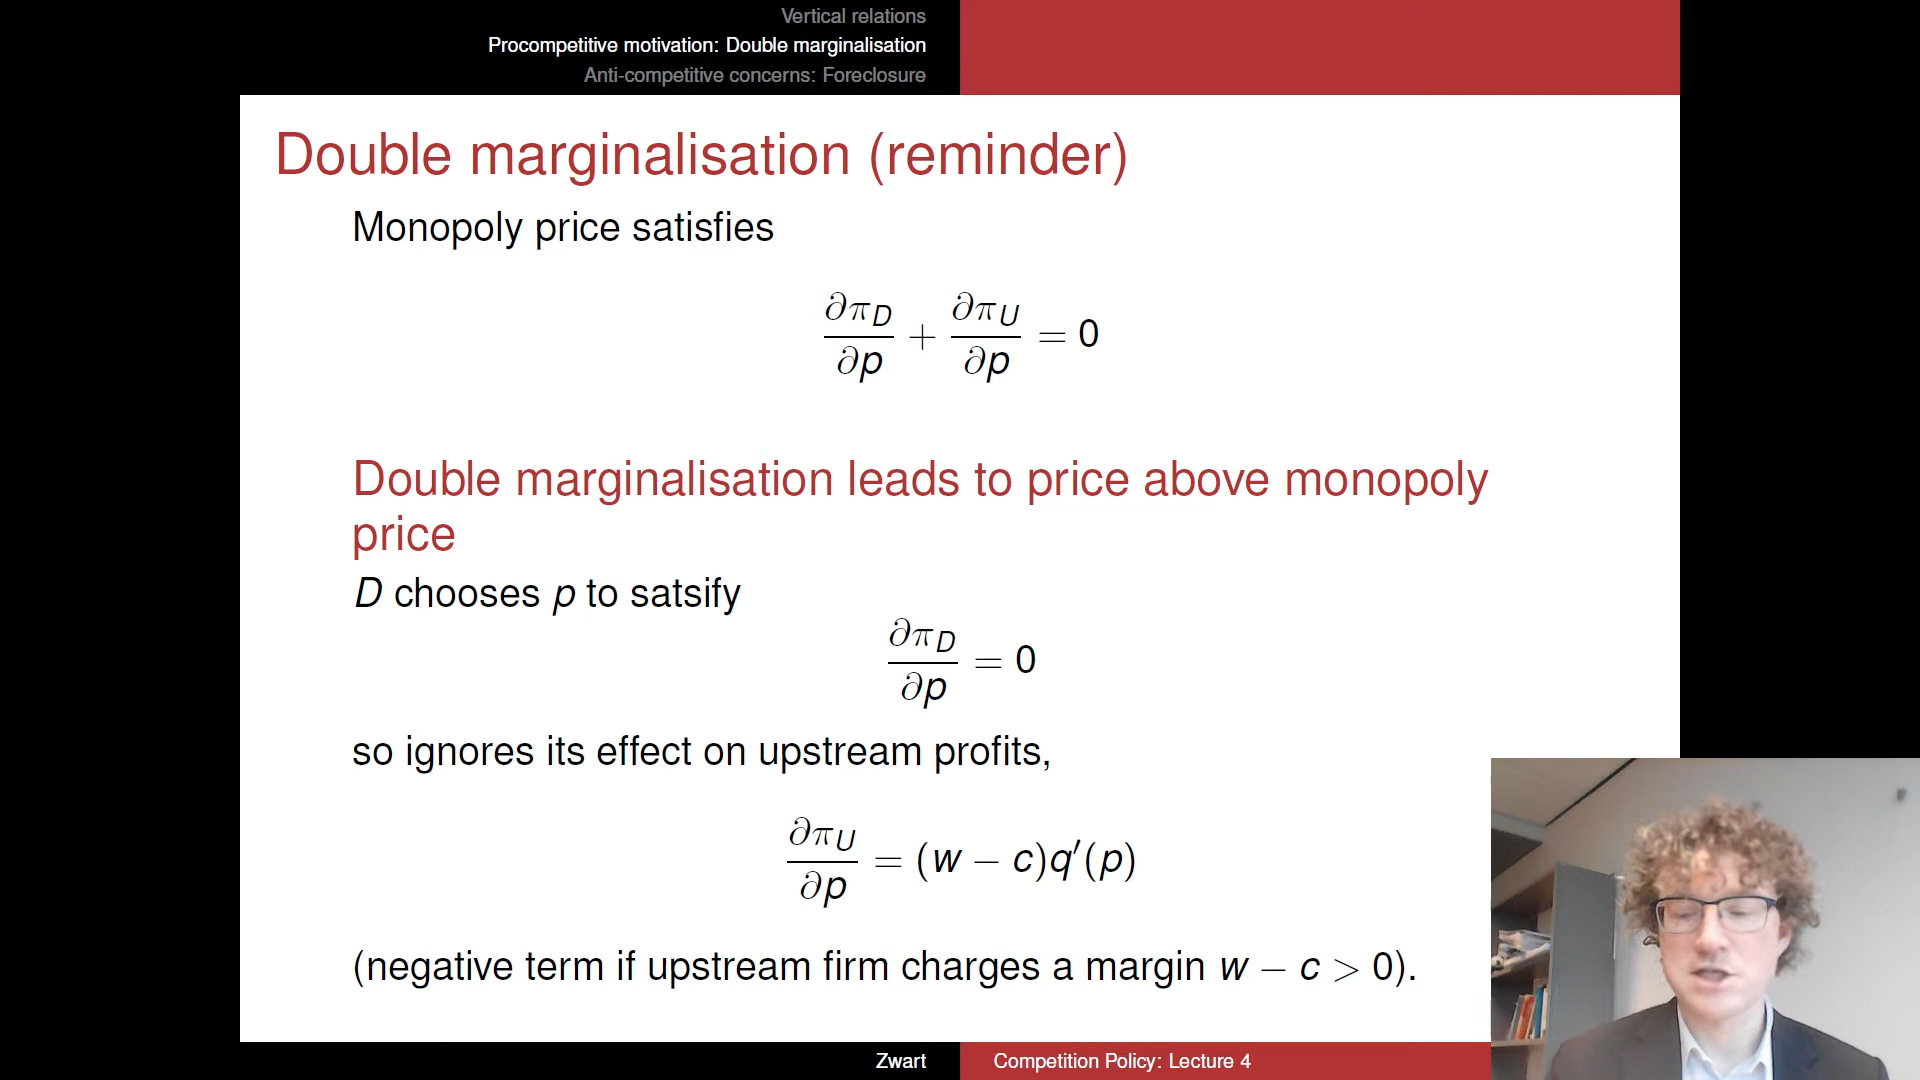 Vertical relations
Procompetitive motivation: Double marginalisation
Anti-competitive concerns: Foreclosure
Double marginalisation (reminder)
Monopoly price satisfies
∂π_D/∂p + ∂π_U/∂p = 0
Double marginalisation leads to price above monopoly
price
D chooses p to satsify
∂π_D/∂p = 0
so ignores its effect on upstream profits,
∂π_U/∂p = (w − c)q′(p)
(negative term if upstream firm charges a margin w − c > 0).
Zwart
Competition Policy: Lecture 4